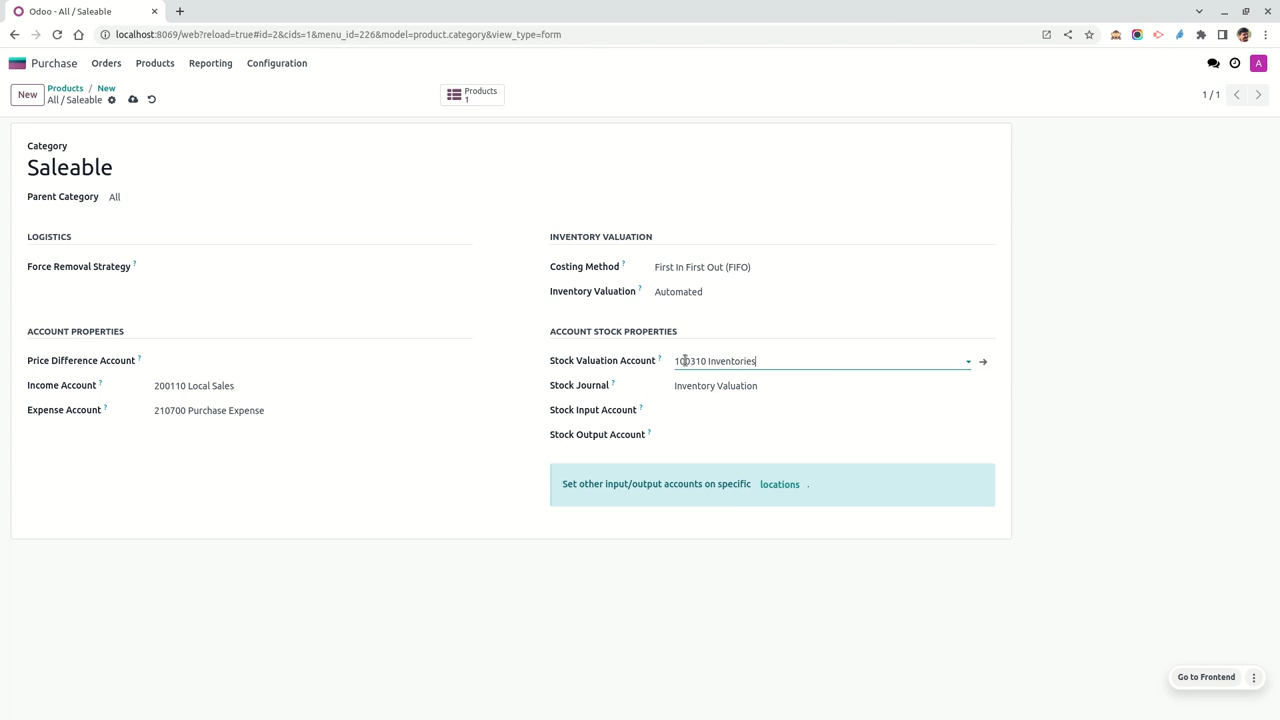 Odoo - All / Saleable
localhost:8069/web?reload=true#id=2&cids=1&menu_id=226&model=product.category&view_type=form
Purchase Orders Products Reporting Configuration A
New Products / New
All / Saleable
Products
1
1 / 1
Category
Saleable
Parent Category All
LOGISTICS
Force Removal Strategy ?
INVENTORY VALUATION
Costing Method ? First In First Out (FIFO)
Inventory Valuation ? Automated
ACCOUNT PROPERTIES
Price Difference Account ?
Income Account ? 200110 Local Sales
Expense Account ? 210700 Purchase Expense
ACCOUNT STOCK PROPERTIES
Stock Valuation Account ? 100310 Inventories
Stock Journal ? Inventory Valuation
Stock Input Account ?
Stock Output Account ?
Set other input/output accounts on specific locations .
Go to Frontend